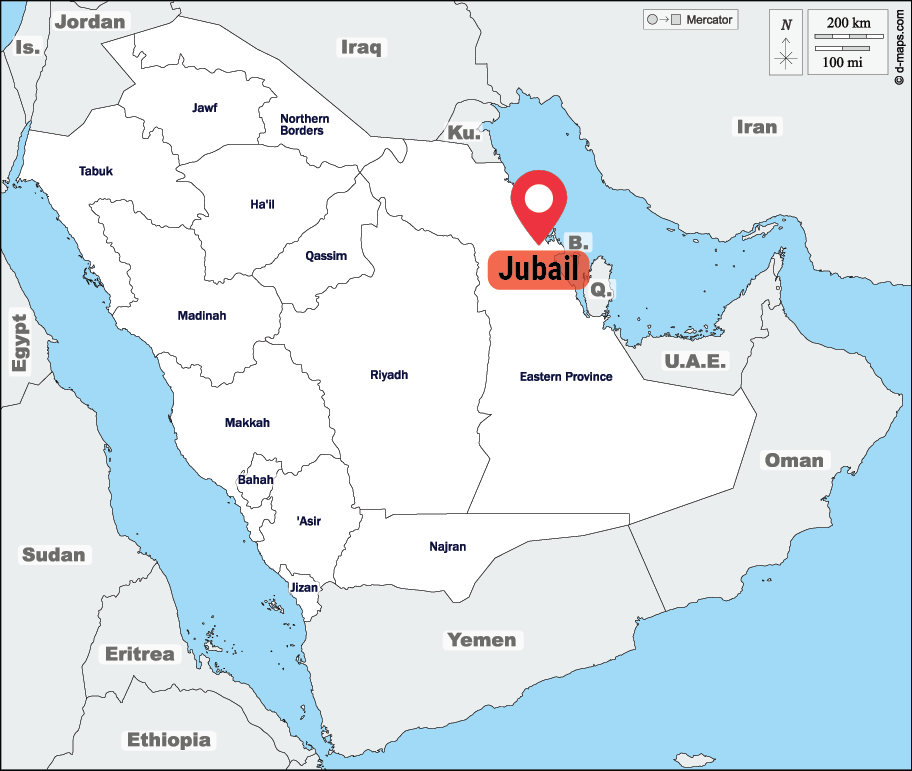 Jordan
Is.
Iraq
Mercator
N
200 km
100 mi
© d-maps.com
Jawf
Northern
Borders
Ku.
Iran
Tabuk
Ha'il
Qassim
B.
Jubail
Q.
Madinah
Egypt
Riyadh
Eastern Province
U.A.E.
Makkah
Oman
Bahah
'Asir
Najran
Sudan
Jizan
Yemen
Eritrea
Ethiopia